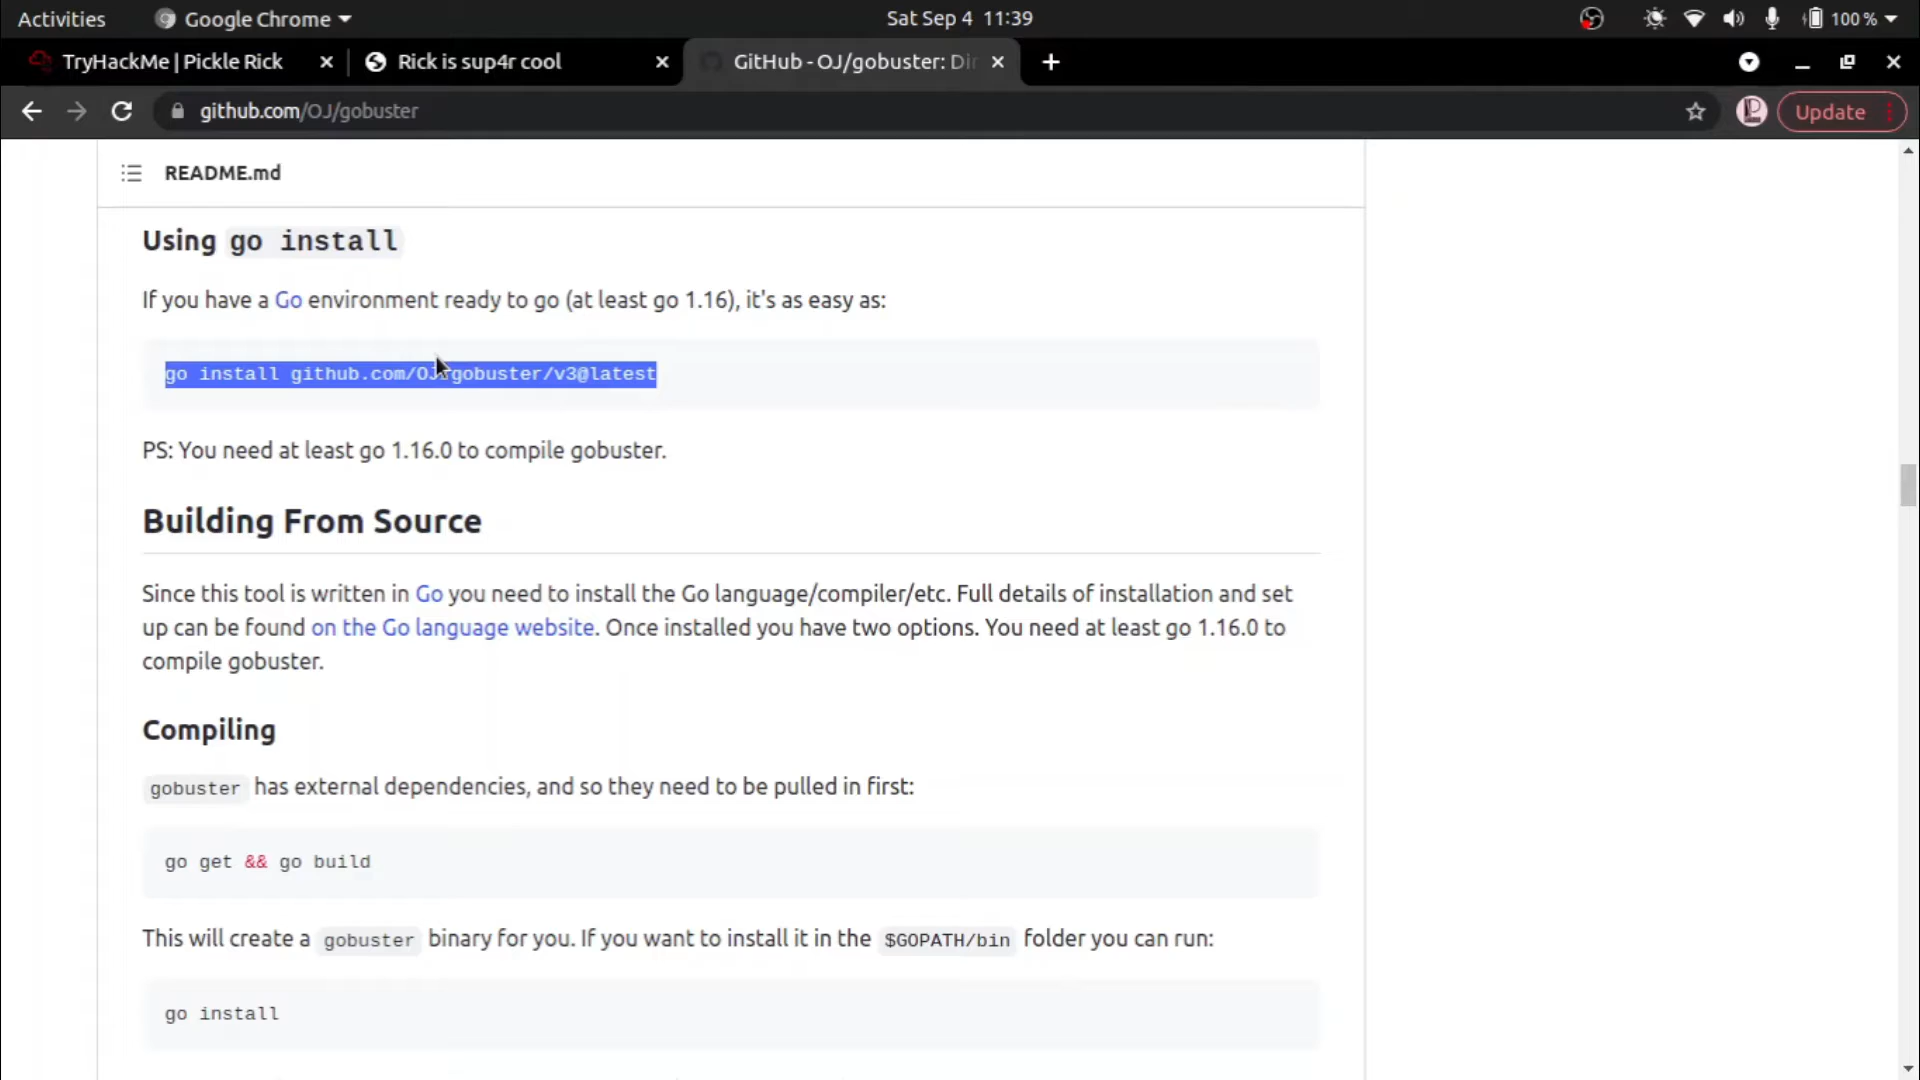 Activities Google Chrome Sat Sep 4 11:39 100 %
TryHackMe | Pickle Rick Rick is sup4r cool GitHub - OJ/gobuster: Dir
github.com/OJ/gobuster Update
README.md
Using go install
If you have a Go environment ready to go (at least go 1.16), it's as easy as:
go install github.com/OJ/gobuster/v3@latest
PS: You need at least go 1.16.0 to compile gobuster.
Building From Source
Since this tool is written in Go you need to install the Go language/compiler/etc. Full details of installation and set
up can be found on the Go language website. Once installed you have two options. You need at least go 1.16.0 to
compile gobuster.
Compiling
gobuster has external dependencies, and so they need to be pulled in first:
go get && go build
This will create a gobuster binary for you. If you want to install it in the $GOPATH/bin folder you can run:
go install